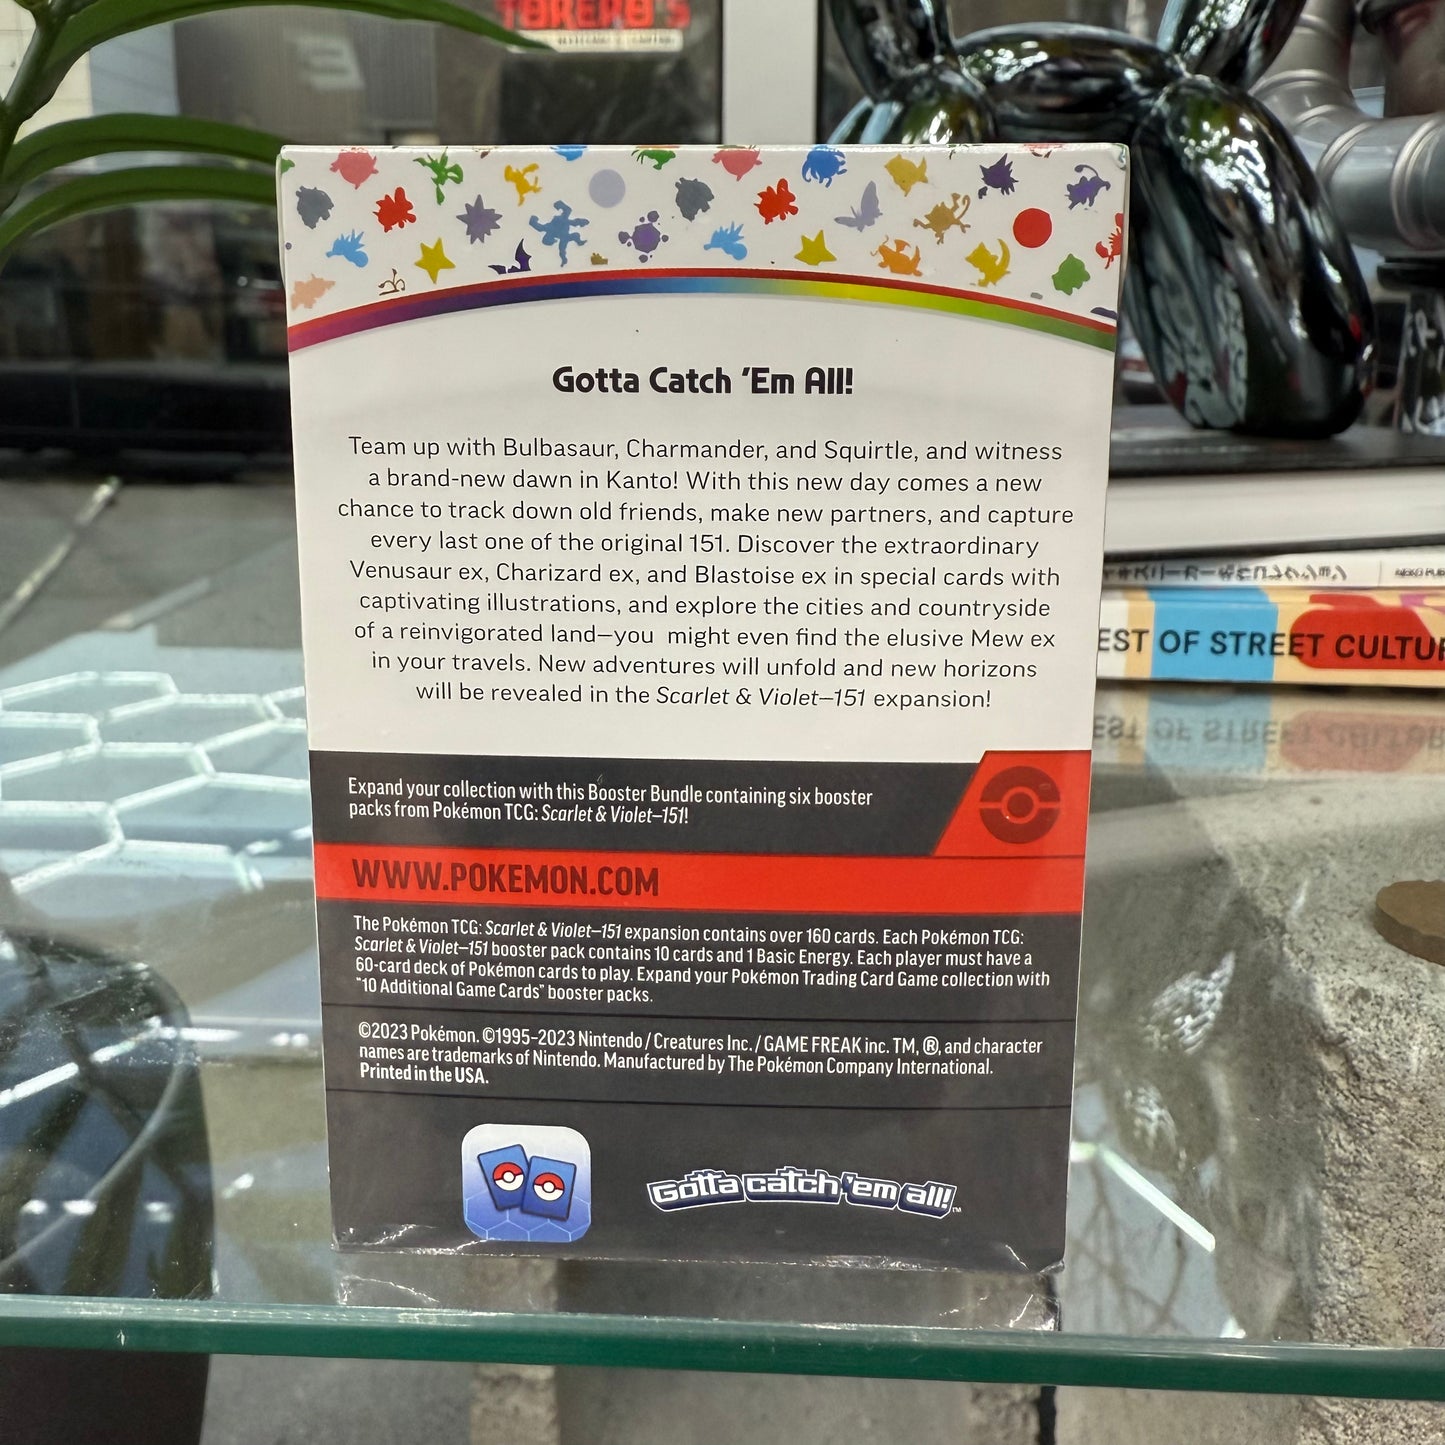 TORERO'S
Gotta Catch 'Em All!
Team up with Bulbasaur, Charmander, and Squirtle, and witness
a brand-new dawn in Kanto! With this new day comes a new
chance to track down old friends, make new partners, and capture
every last one of the original 151. Discover the extraordinary
Venusaur ex, Charizard ex, and Blastoise ex in special cards with
captivating illustrations, and explore the cities and countryside
of a reinvigorated land—you might even find the elusive Mew ex
in your travels. New adventures will unfold and new horizons
will be revealed in the Scarlet & Violet—151 expansion!
EST OF STREET CULTU
Expand your collection with this Booster Bundle containing six booster
packs from Pokémon TCG: Scarlet & Violet—151!
WWW.POKEMON.COM
The Pokémon TCG: Scarlet & Violet—151 expansion contains over 160 cards. Each Pokémon TCG:
Scarlet & Violet—151 booster pack contains 10 cards and 1 Basic Energy. Each player must have a
60-card deck of Pokémon cards to play. Expand your Pokémon Trading Card Game collection with
"10 Additional Game Cards" booster packs.
©2023 Pokémon. ©1995–2023 Nintendo / Creatures Inc. / GAME FREAK inc. TM, ®, and character
names are trademarks of Nintendo. Manufactured by The Pokémon Company International.
Printed in the USA.
Gotta catch 'em all!™